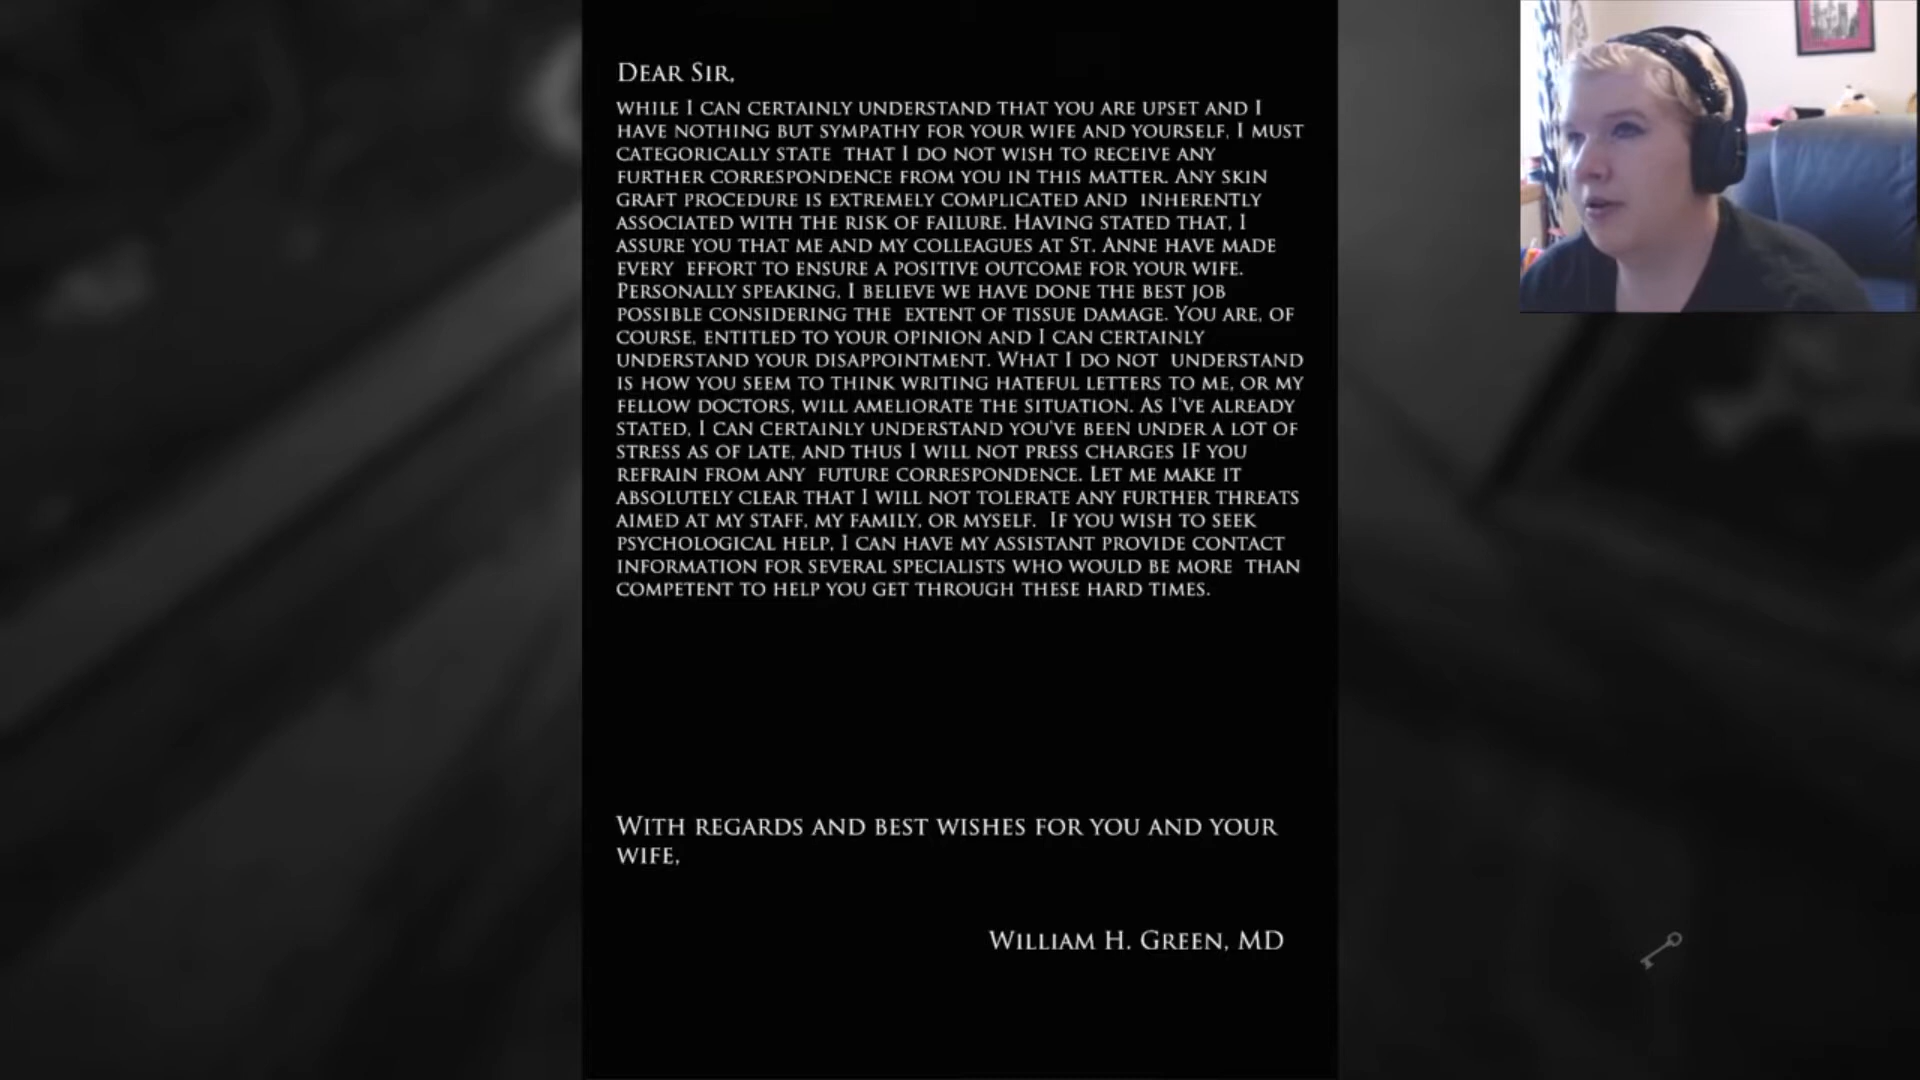 Dear Sir,
while I can certainly understand that you are upset and I
have nothing but sympathy for your wife and yourself, I must
categorically state that I do not wish to receive any
further correspondence from you in this matter. Any skin
graft procedure is extremely complicated and inherently
associated with the risk of failure. Having stated that, I
assure you that me and my colleagues at St. Anne have made
every effort to ensure a positive outcome for your wife.
Personally speaking, I believe we have done the best job
possible considering the extent of tissue damage. You are, of
course, entitled to your opinion and I can certainly
understand your disappointment. What I do not understand
is how you seem to think writing hateful letters to me, or my
fellow doctors, will ameliorate the situation. As I've already
stated, I can certainly understand you've been under a lot of
stress as of late, and thus I will not press charges IF you
refrain from any future correspondence. Let me make it
absolutely clear that I will not tolerate any further threats
aimed at my staff, my family, or myself. If you wish to seek
psychological help, I can have my assistant provide contact
information for several specialists who would be more than
competent to help you get through these hard times.
With regards and best wishes for you and your
wife,
William H. Green, MD